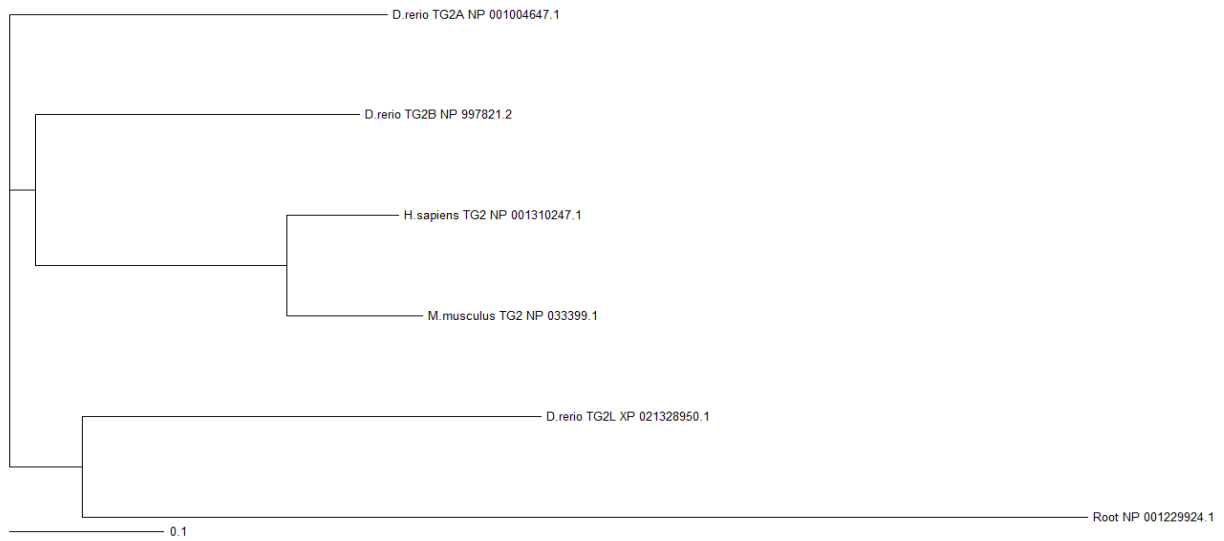 D.rerio TG2A NP 001004647.1
D.rerio TG2B NP 997821.2
H.sapiens TG2 NP 001310247.1
M.musculus TG2 NP 033399.1
D.rerio TG2L XP 021328950.1
Root NP 001229924.1
0.1